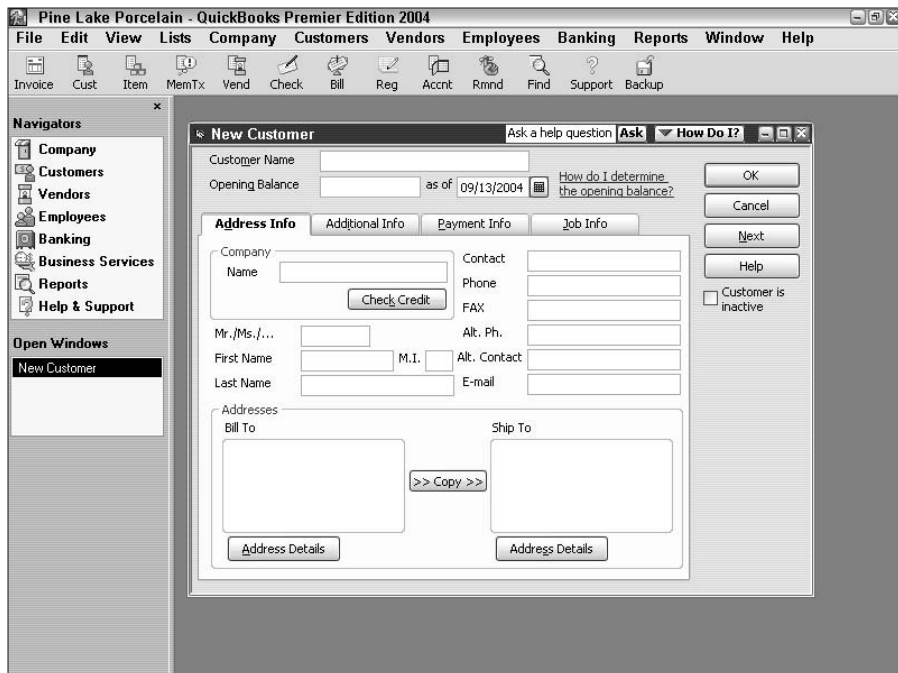 Pine Lake Porcelain - QuickBooks Premier Edition 2004
File Edit View Lists Company Customers Vendors Employees Banking Reports Window Help
Invoice Cust Item MemTx Vend Check Bill Reg Accnt Rmnd Find Support Backup
Navigators
Company
Customers
Vendors
Employees
Banking
Business Services
Reports
Help & Support
Open Windows
New Customer
New Customer Ask a help question Ask How Do I?
Customer Name
Opening Balance as of 09/13/2004 How do I determine
the opening balance?
OK
Cancel
Next
Help
Customer is
inactive
Address Info Additional Info Payment Info Job Info
Company
Name
Check Credit
Mr./Ms./...
First Name M.I.
Last Name
Contact
Phone
FAX
Alt. Ph.
Alt. Contact
E-mail
Addresses
Bill To Ship To
>> Copy >>
Address Details Address Details